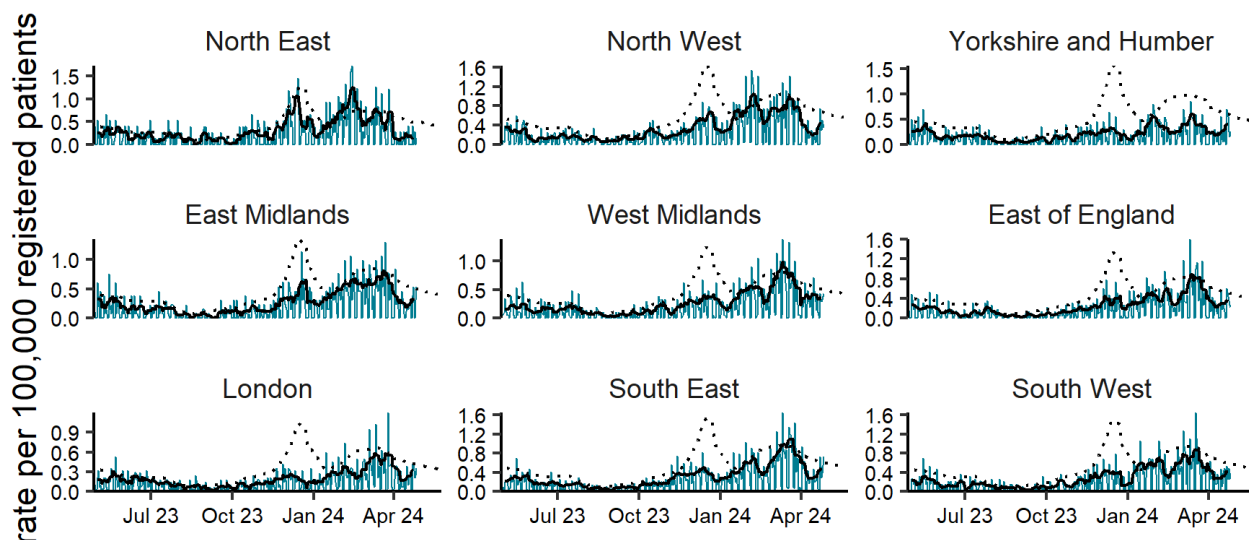 rate per 100,000 registered patients
North East
North West
Yorkshire and Humber
1.5
1.0
0.5
0.0
1.6
1.2
0.8
0.4
0.0
1.5
1.0
0.5
0.0
East Midlands
West Midlands
East of England
1.0
0.5
0.0
1.0
0.5
0.0
1.6
1.2
0.8
0.4
0.0
London
South East
South West
0.9
0.6
0.3
0.0
1.6
1.2
0.8
0.4
0.0
1.6
1.2
0.8
0.4
0.0
Jul 23 Oct 23 Jan 24 Apr 24
Jul 23 Oct 23 Jan 24 Apr 24
Jul 23 Oct 23 Jan 24 Apr 24